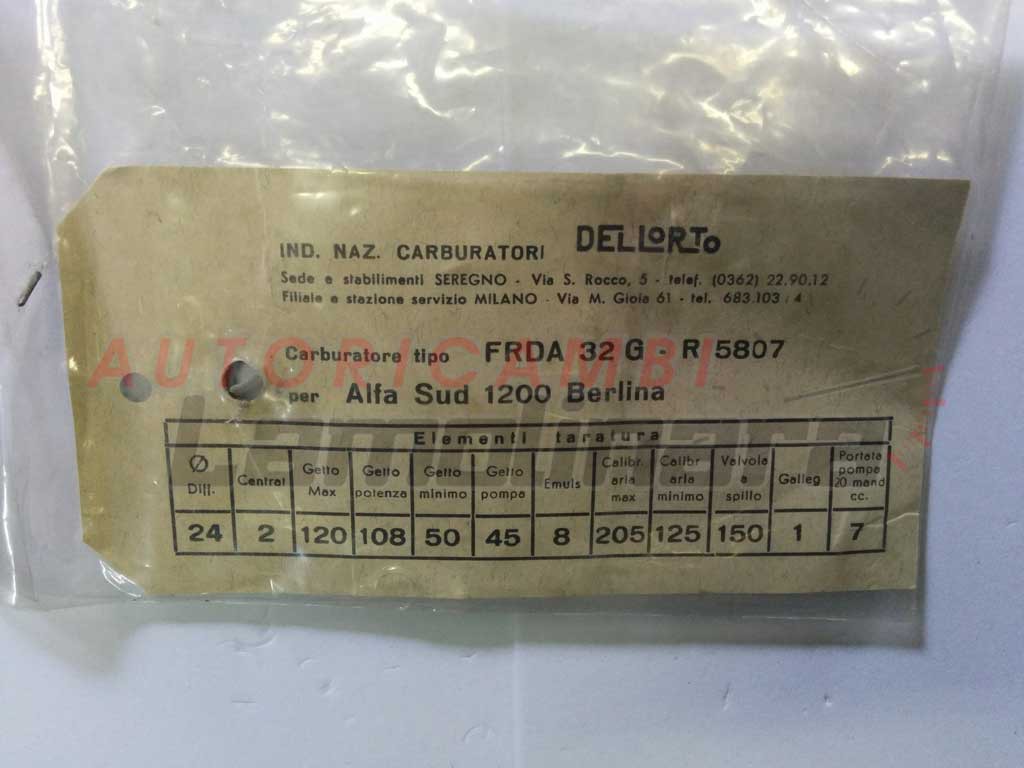 IND. NAZ. CARBURATORI DELLORTO
Sede e stabilimenti SEREGNO - Via S. Rocco, 5 - telef. (0362) 22.90.12
Filiale e stazione servizio MILANO - Via M. Gioia 61 - tel. 683.103/4
AUTORICAMBI
Carburatore tipo FRDA 32 G - R 5807
per Alfa Sud 1200 Berlina
Lamolinara
Elementi taratura
Ø Diff. Centrat Getto Max Getto potenza Getto minimo Getto pompa Emuls Calibr. aria max Calibr aria minimo Valvola a spillo Galleg Portata pompa 20 mand cc.
24 2 120 108 50 45 8 205 125 150 1 7